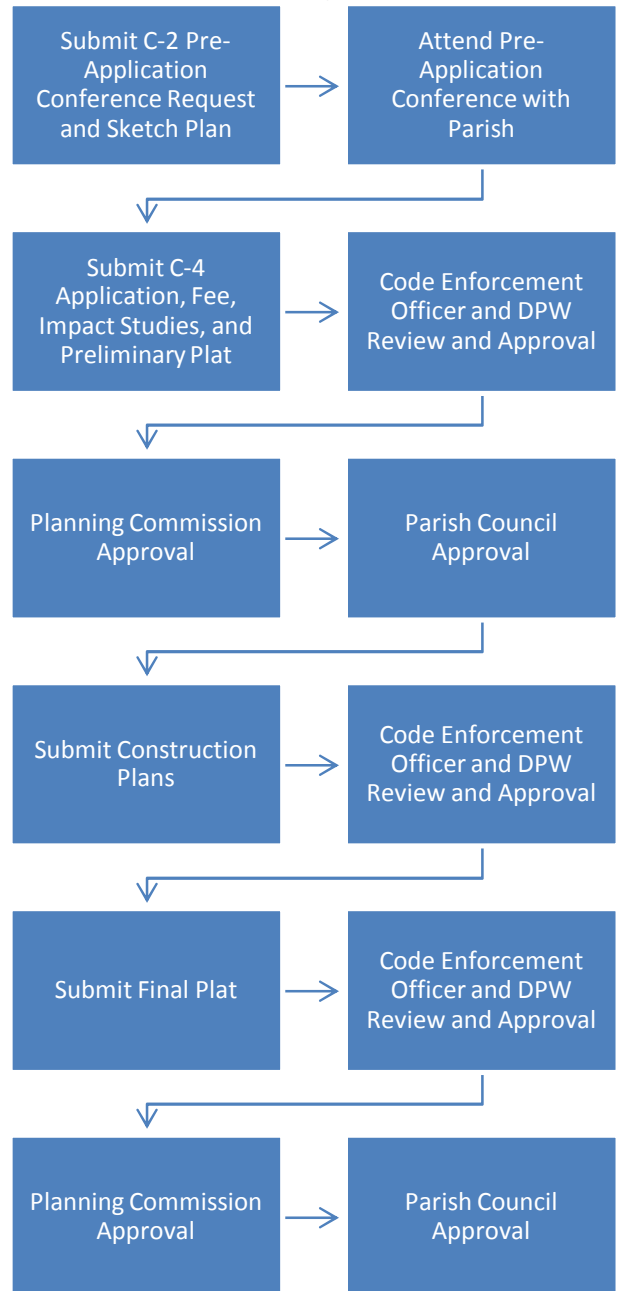 Submit C-2 Pre-
Application
Conference Request
and Sketch Plan
Attend Pre-
Application
Conference with
Parish
Submit C-4
Application, Fee,
Impact Studies, and
Preliminary Plat
Code Enforcement
Officer and DPW
Review and Approval
Planning Commission
Approval
Parish Council
Approval
Submit Construction
Plans
Code Enforcement
Officer and DPW
Review and Approval
Submit Final Plat
Code Enforcement
Officer and DPW
Review and Approval
Planning Commission
Approval
Parish Council
Approval